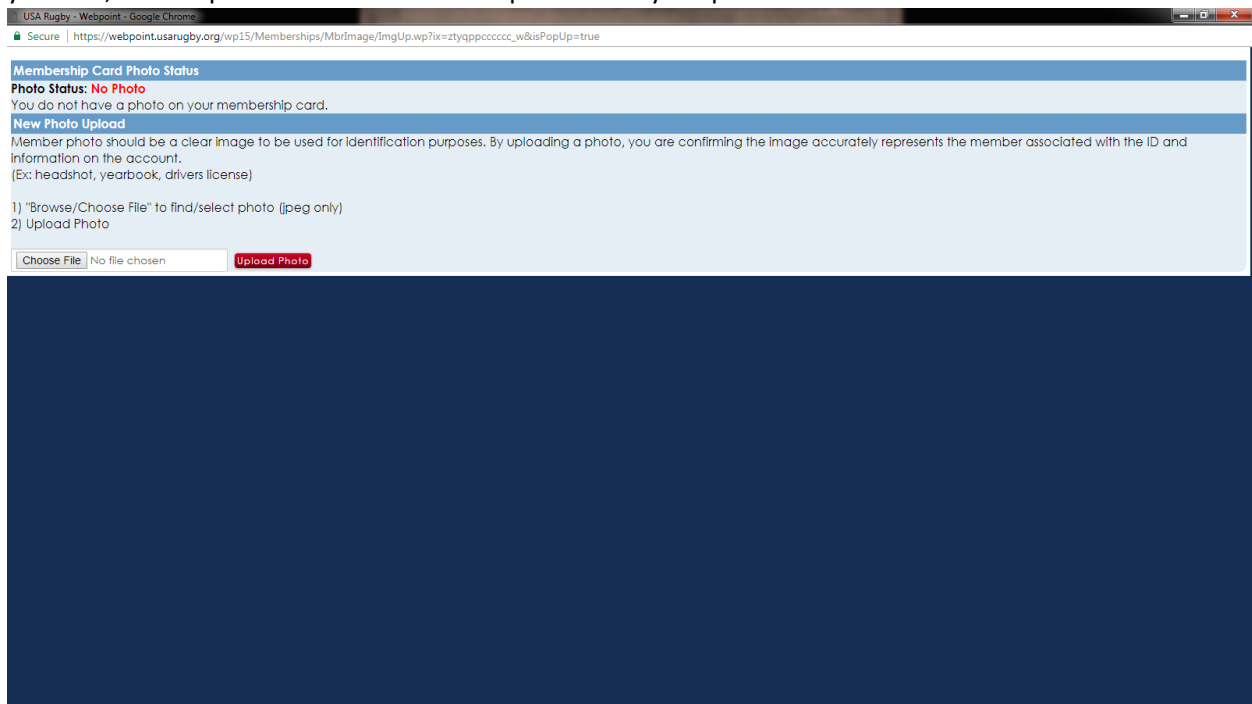 USA Rugby - Webpoint - Google Chrome
Secure | https://webpoint.usarugby.org/wp15/Memberships/MbrImage/ImgUp.wp?ix=ztyqppcccccc_w&isPopUp=true
Membership Card Photo Status
Photo Status: No Photo
You do not have a photo on your membership card.
New Photo Upload
Member photo should be a clear image to be used for identification purposes. By uploading a photo, you are confirming the image accurately represents the member associated with the ID and
information on the account.
(Ex: headshot, yearbook, drivers license)
1) "Browse/Choose File" to find/select photo (jpeg only)
2) Upload Photo
Choose File No file chosen Upload Photo